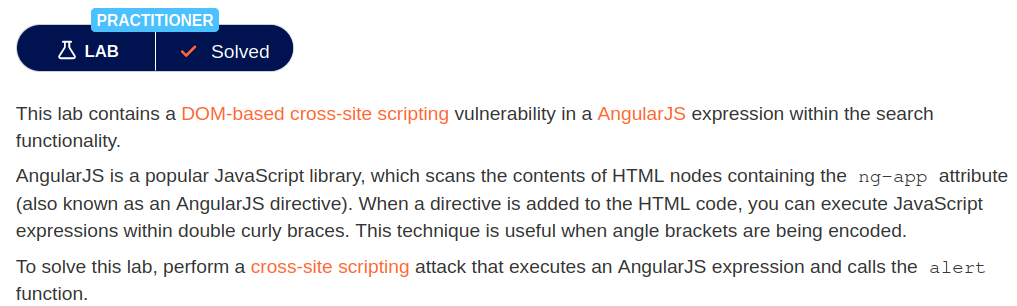 PRACTITIONER
LAB Solved
This lab contains a DOM-based cross-site scripting vulnerability in a AngularJS expression within the search
functionality.
AngularJS is a popular JavaScript library, which scans the contents of HTML nodes containing the ng-app attribute
(also known as an AngularJS directive). When a directive is added to the HTML code, you can execute JavaScript
expressions within double curly braces. This technique is useful when angle brackets are being encoded.
To solve this lab, perform a cross-site scripting attack that executes an AngularJS expression and calls the alert
function.